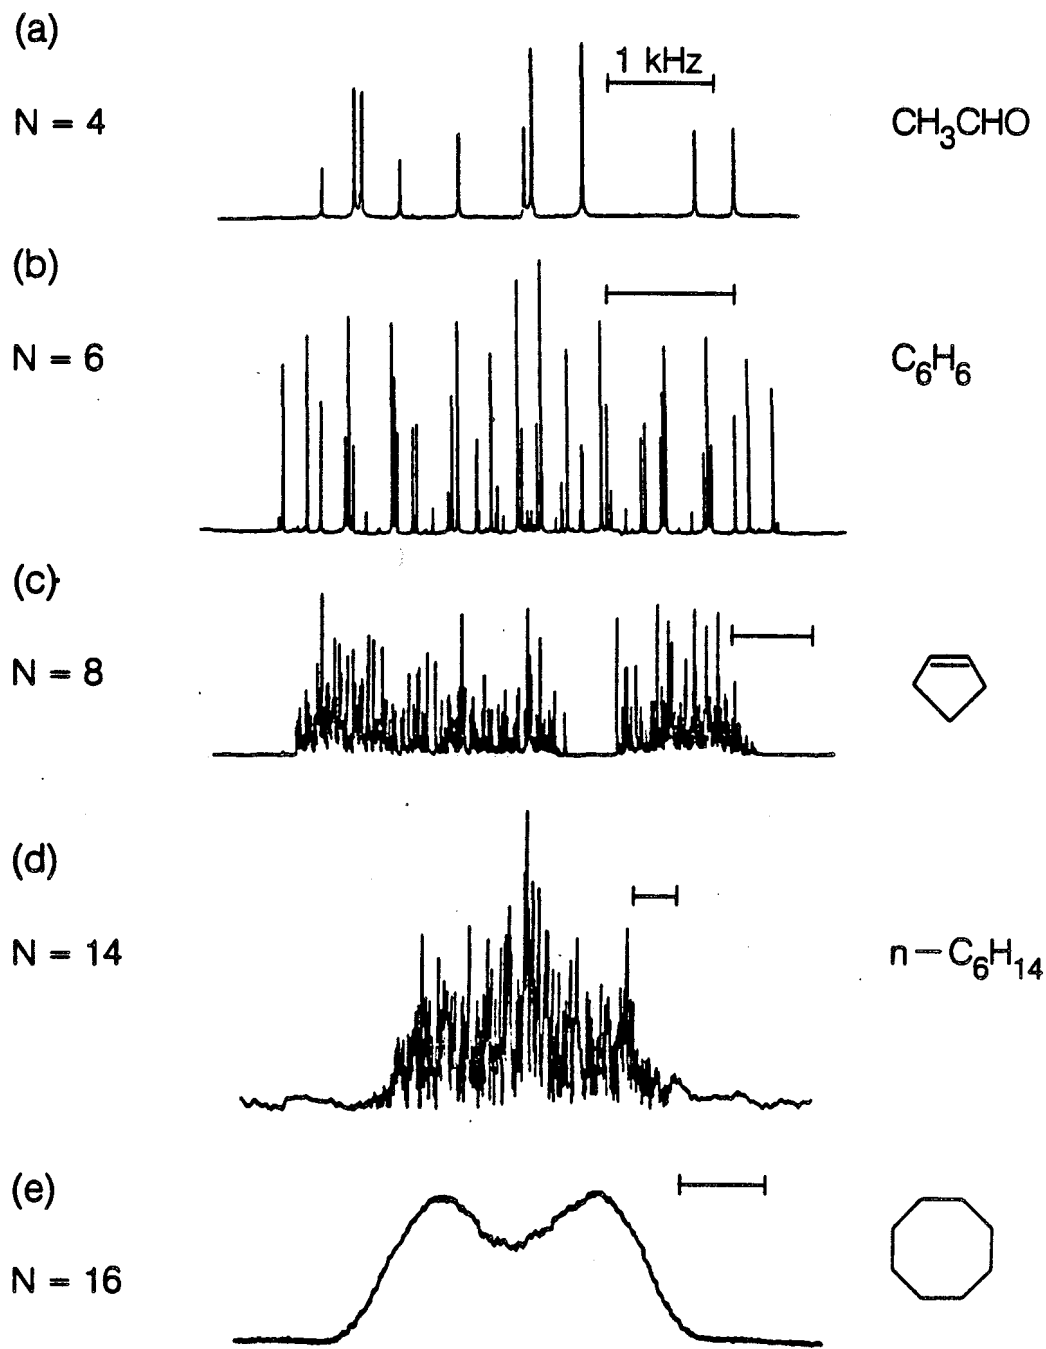 (a)
1 kHz
N = 4
CH₃CHO
(b)
N = 6
C₆H₆
(c)
N = 8
(d)
N = 14
n – C₆H₁₄
(e)
N = 16